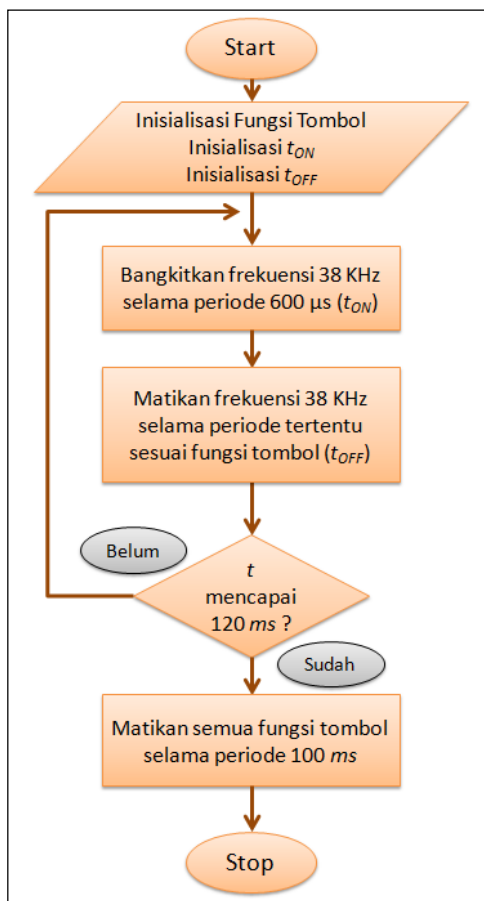 Start
Inisialisasi Fungsi Tombol
Inisialisasi tON
Inisialisasi tOFF
Bangkitkan frekuensi 38 KHz
selama periode 600 µs (tON)
Matikan frekuensi 38 KHz
selama periode tertentu
sesuai fungsi tombol (tOFF)
Belum
t
mencapai
120 ms ?
Sudah
Matikan semua fungsi tombol
selama periode 100 ms
Stop